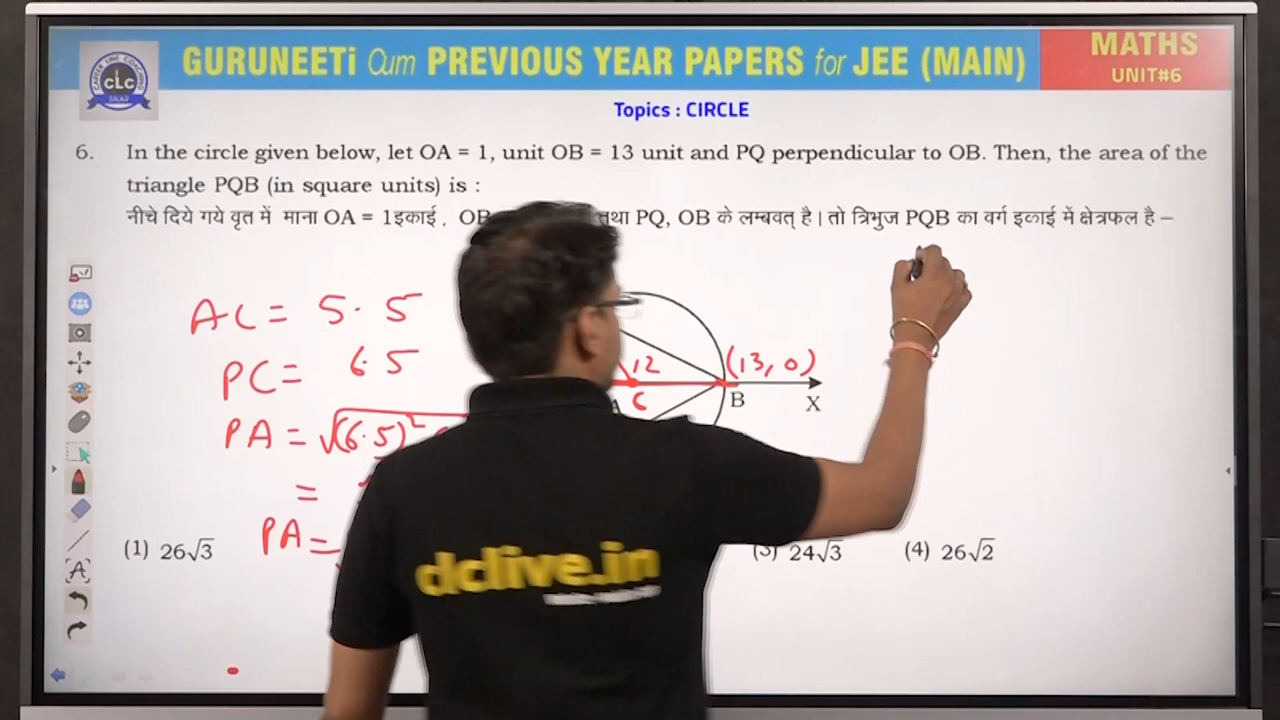 GURUNEETi Cum PREVIOUS YEAR PAPERS for JEE (MAIN)
MATHS
UNIT#6
CLC
SIKAR
Topics : CIRCLE
6. In the circle given below, let OA = 1, unit OB = 13 unit and PQ perpendicular to OB. Then, the area of the
triangle PQB (in square units) is :
नीचे दिये गये वृत में माना OA = 1इकाई , OB तथा PQ, OB के लम्बवत् है। तो त्रिभुज PQB का वर्ग इकाई में क्षेत्रफल है –
AC = 5.5
PC = 6.5
PA = √(6.5)²
=
PA =
12
(13, 0)
C
B
X
(1) 26√3
(3) 24√3
(4) 26√2
dclive.in